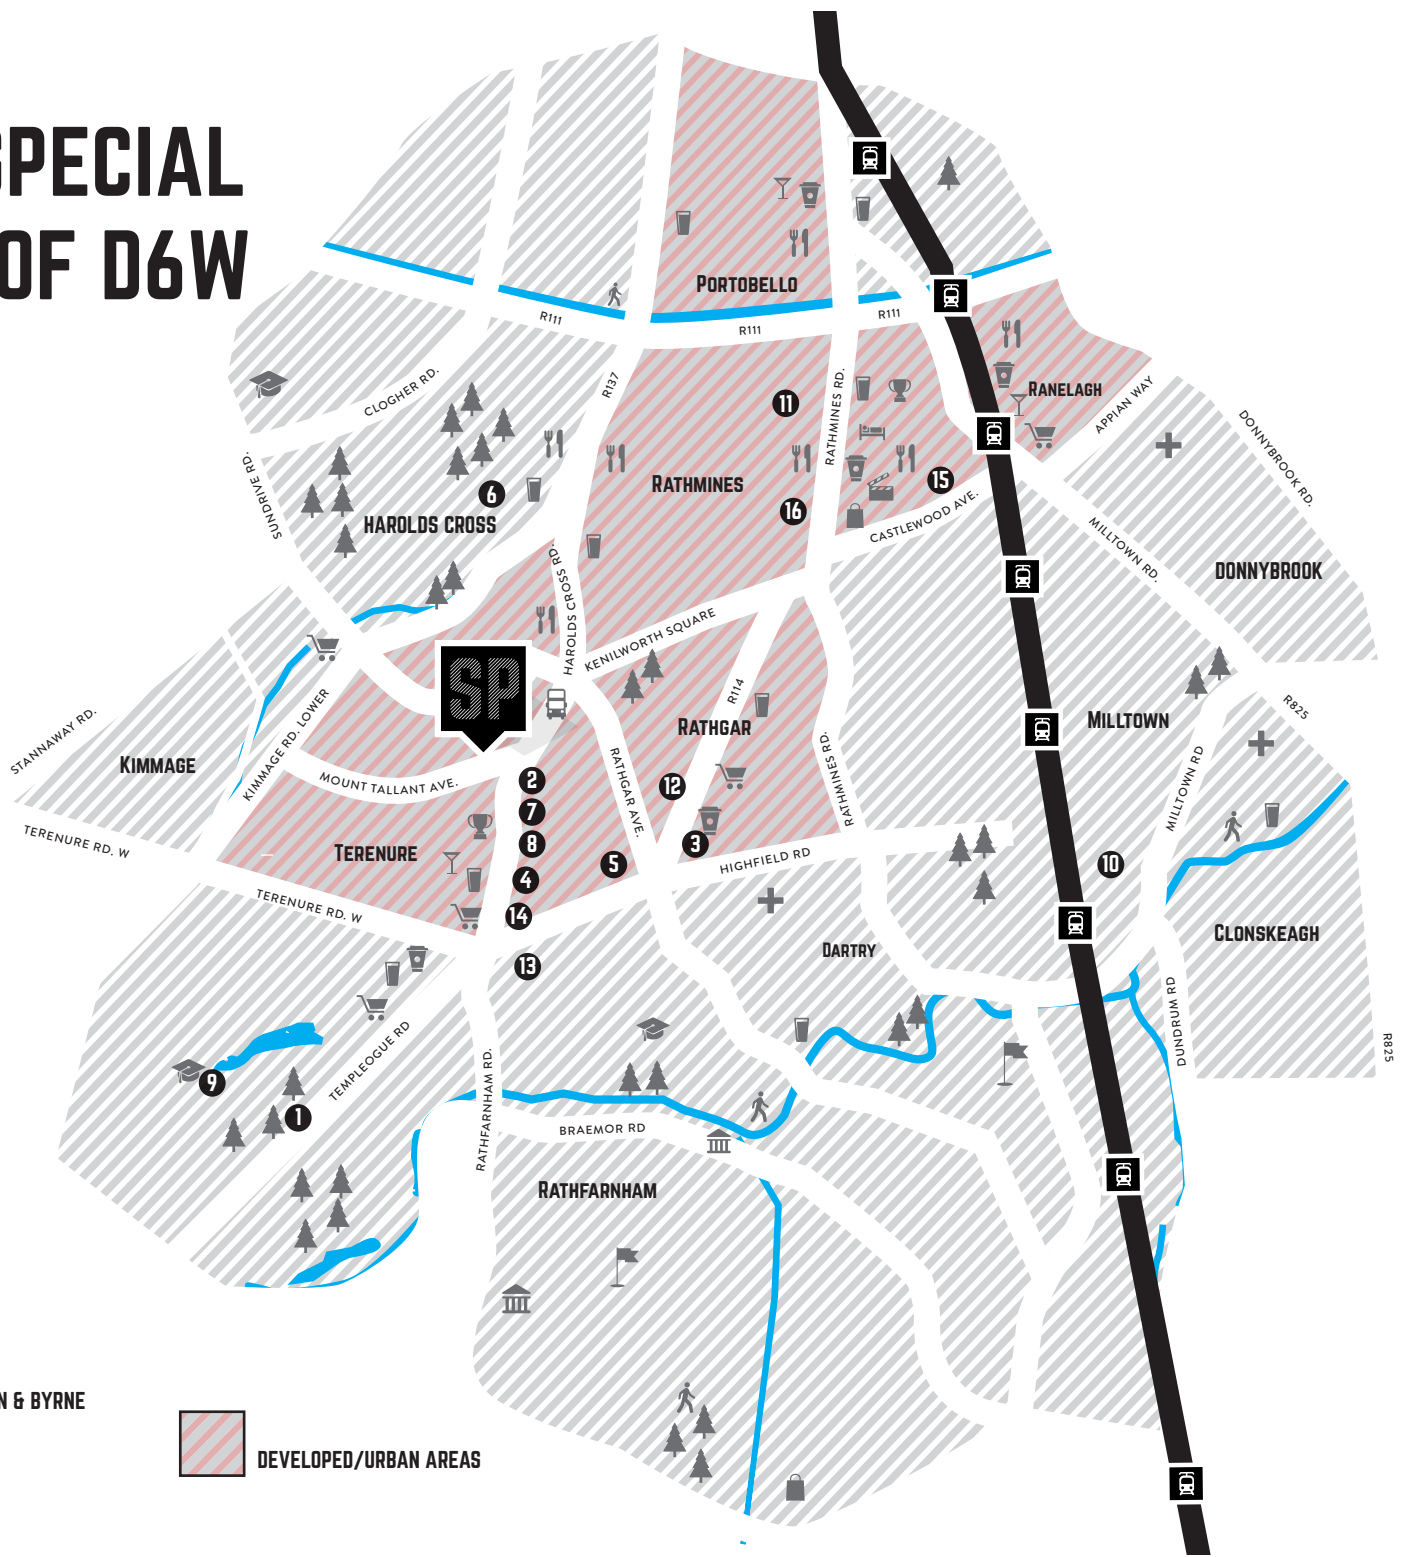 SPECIAL
OF D6W
PORTOBELLO
R111
R111
R111
RANELAGH
APPIAN WAY
DONNYBROOK RD.
CLOGHER RD.
R137
RATHMINES RD.
11
RATHMINES
15
16
CASTLEWOOD AVE.
SUNDRIVE RD.
6
HAROLDS CROSS
HAROLDS CROSS RD.
MILLTOWN RD.
DONNYBROOK
KENILWORTH SQUARE
SP
R114
RATHGAR
MILLTOWN
R825
STANNAWAY RD.
KIMMAGE
KIMMAGE RD. LOWER
MOUNT TALLANT AVE.
RATHGAR AVE.
RATHMINES RD.
MILLTOWN RD
2
12
7
TERENURE RD. W
TERENURE
8
3
5
HIGHFIELD RD
10
4
TERENURE RD. W
14
13
DARTRY
CLONSKEAGH
TEMPLEOGUE RD
DUNDRUM RD
R825
9
1
RATHFARNHAM RD.
BRAEMOR RD
RATHFARNHAM
N & BYRNE
DEVELOPED/URBAN AREAS